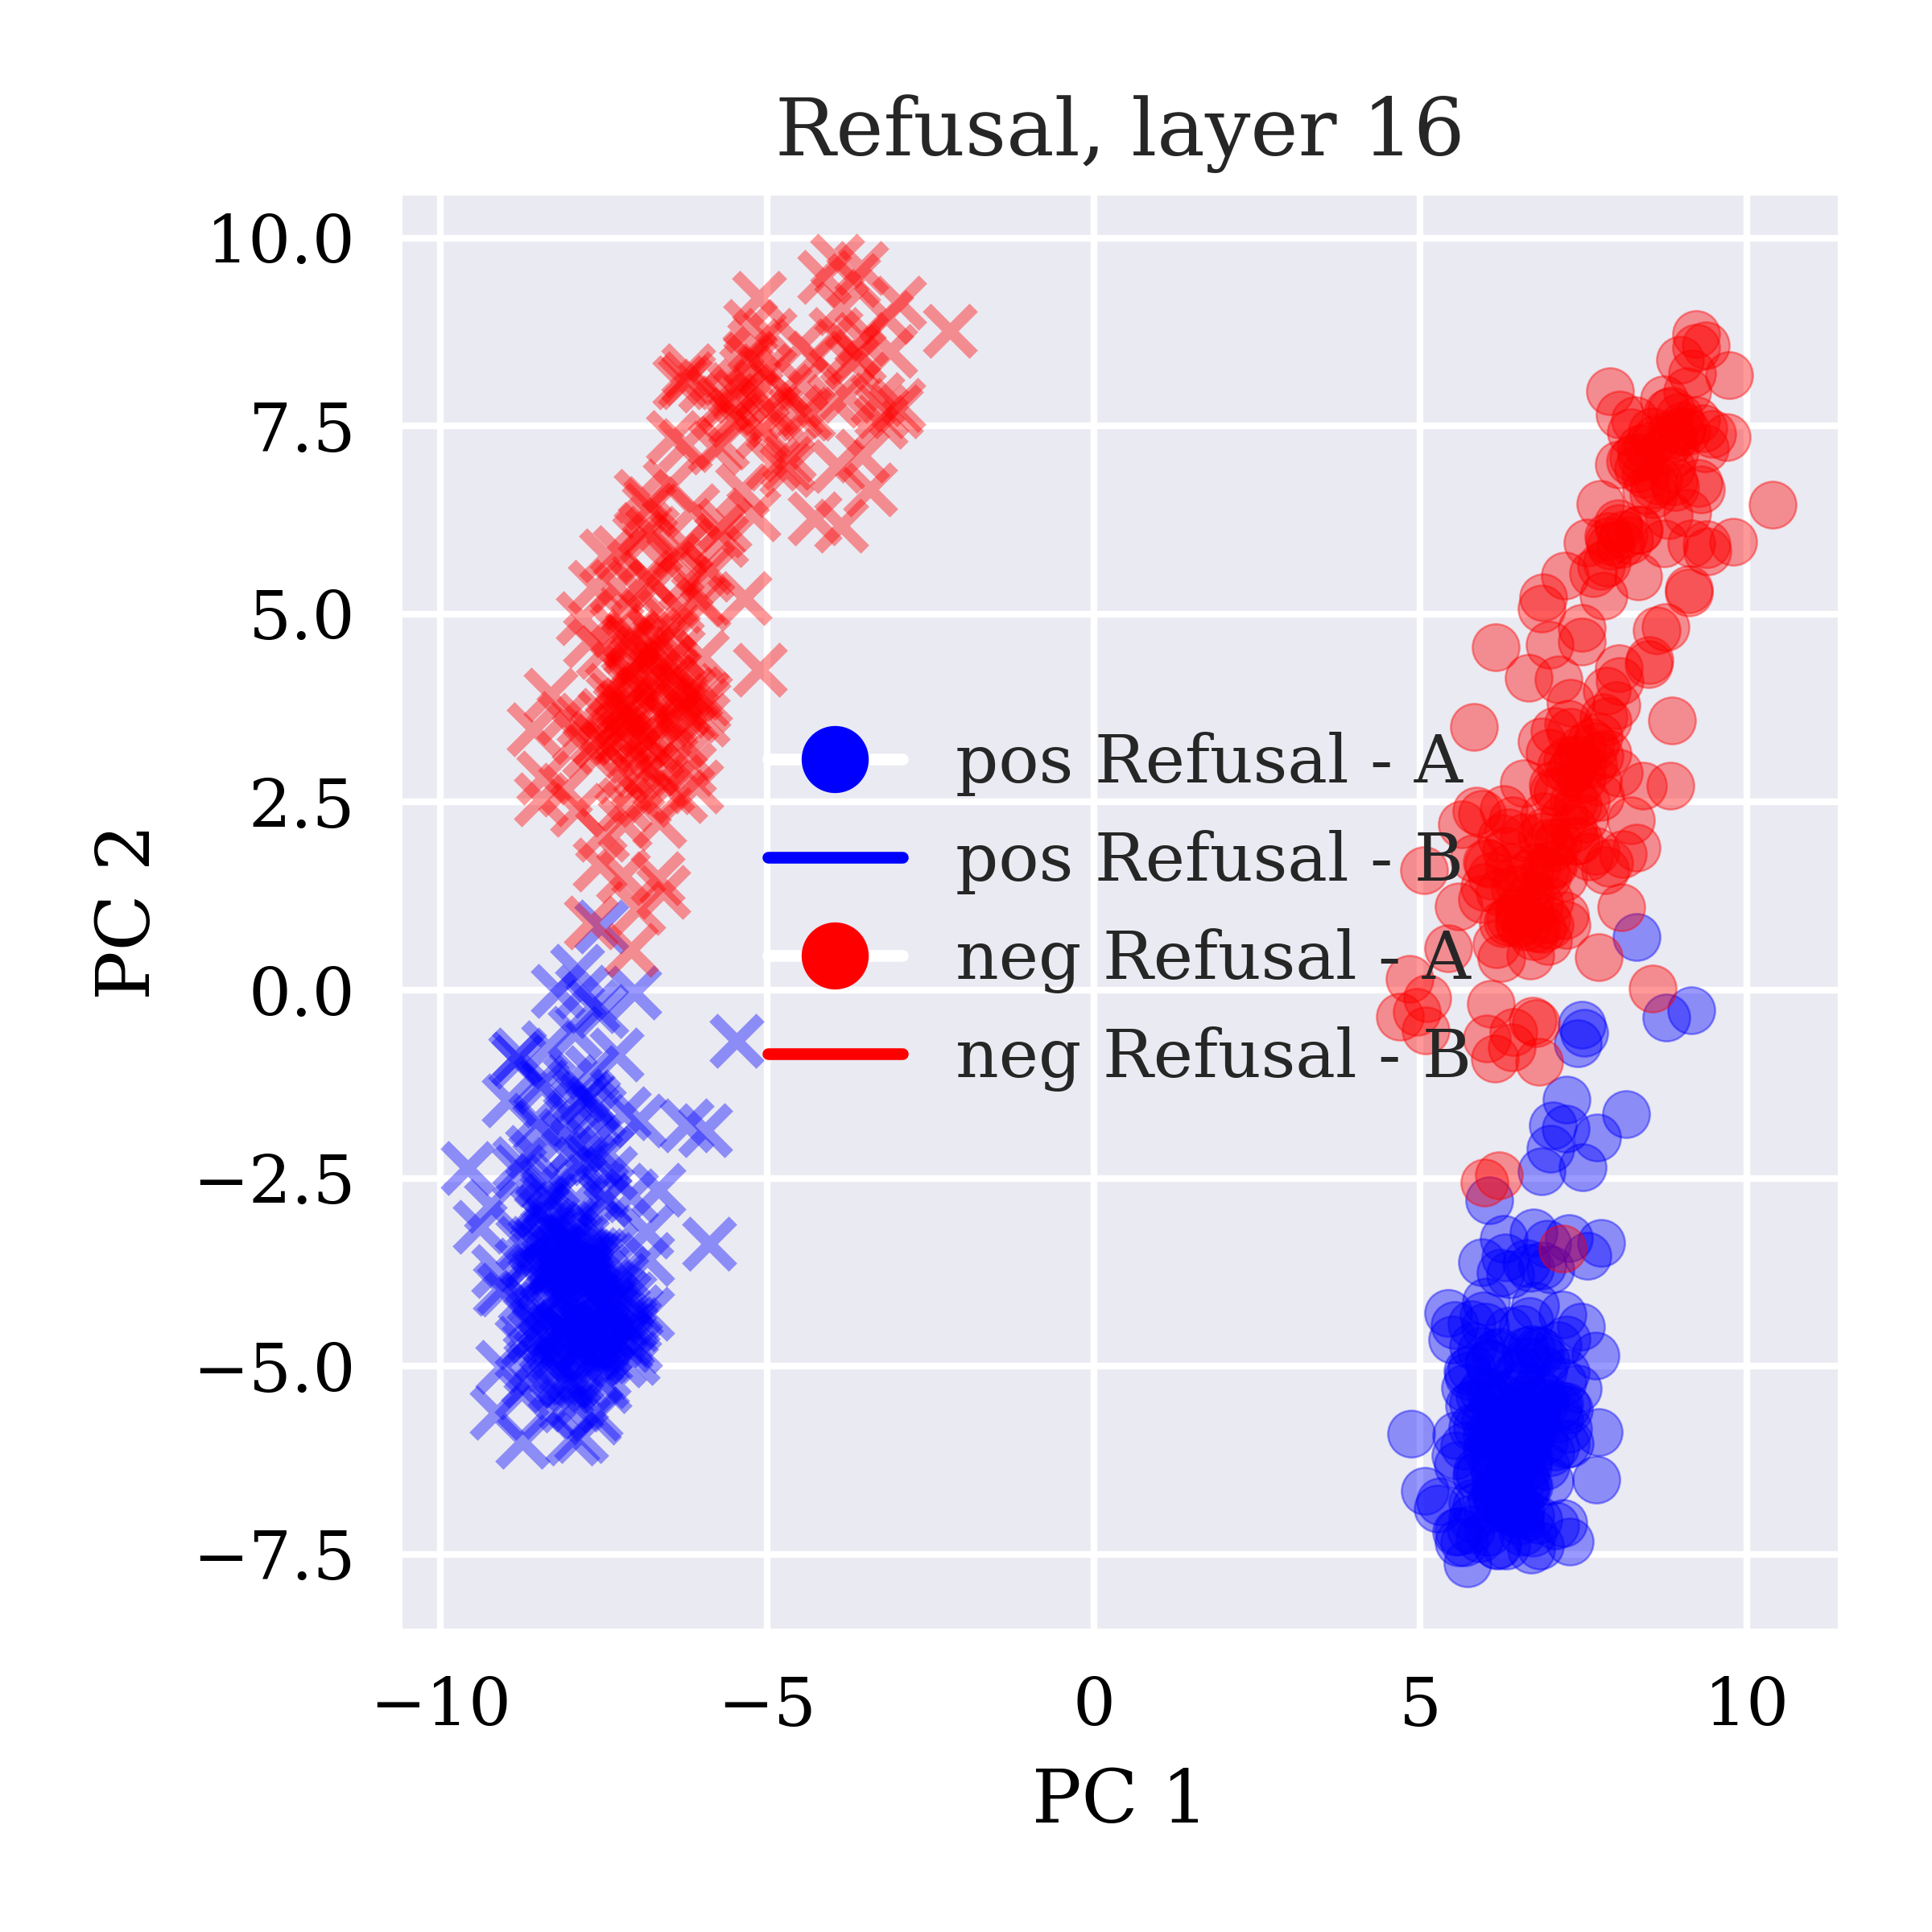 Refusal, layer 16
10.0
7.5
5.0
2.5
0.0
−2.5
−5.0
−7.5
PC 2
pos Refusal - A
pos Refusal - B
neg Refusal - A
neg Refusal - B
−10 −5 0 5 10
PC 1